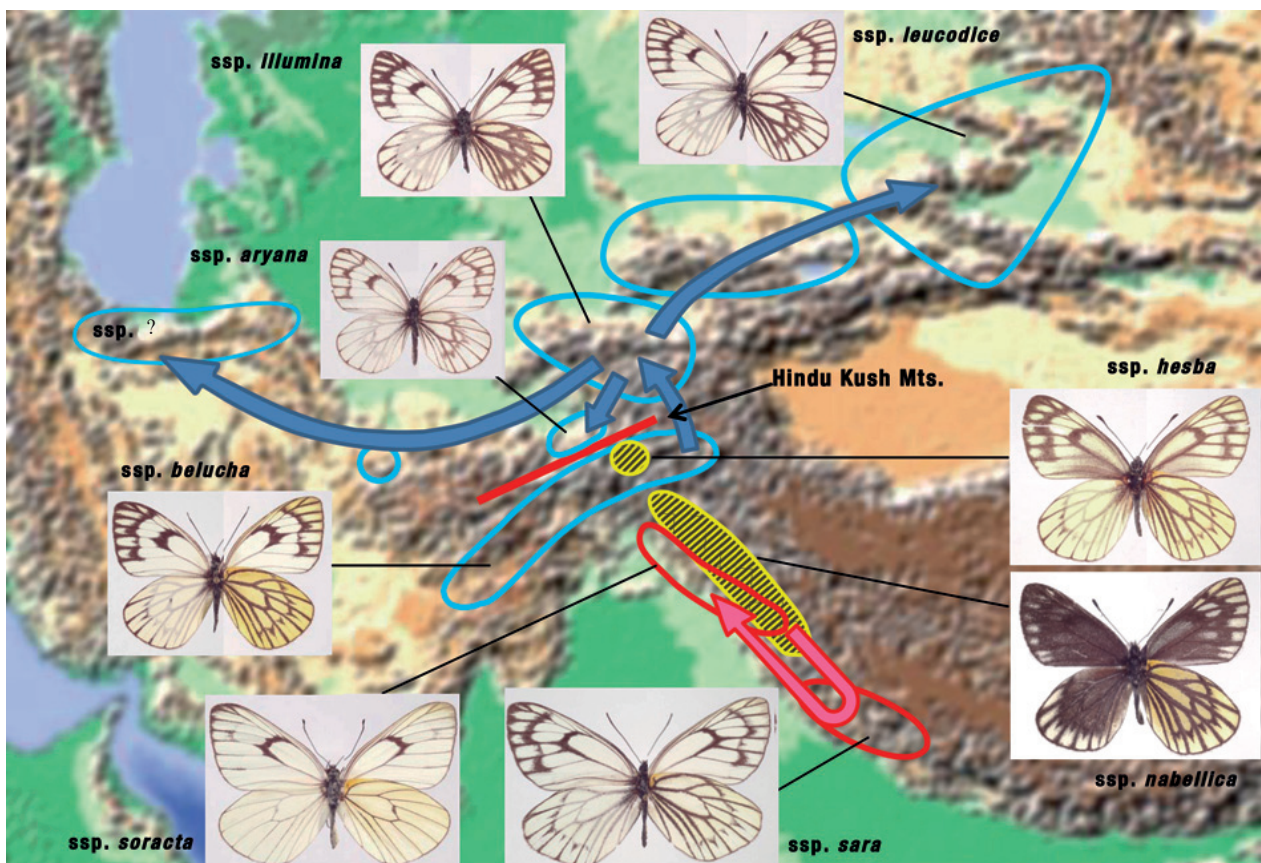 ssp. illumina
ssp. leucodice
ssp. aryana
ssp. ?
Hindu Kush Mts.
ssp. hesba
ssp. belucha
ssp. nabellica
ssp. soracta
ssp. sara